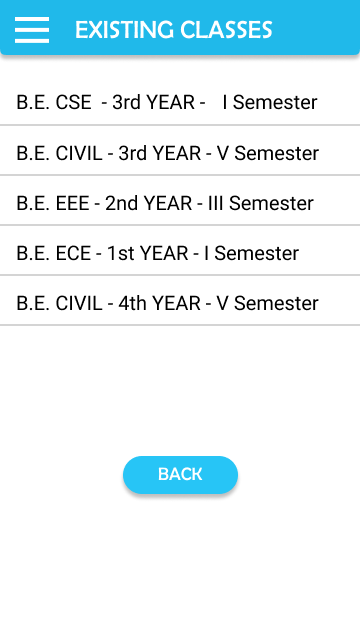 EXISTING CLASSES
B.E. CSE  - 3rd YEAR -   I Semester
B.E. CIVIL - 3rd YEAR - V Semester
B.E. EEE - 2nd YEAR - III Semester
B.E. ECE - 1st YEAR - I Semester
B.E. CIVIL - 4th YEAR - V Semester
BACK